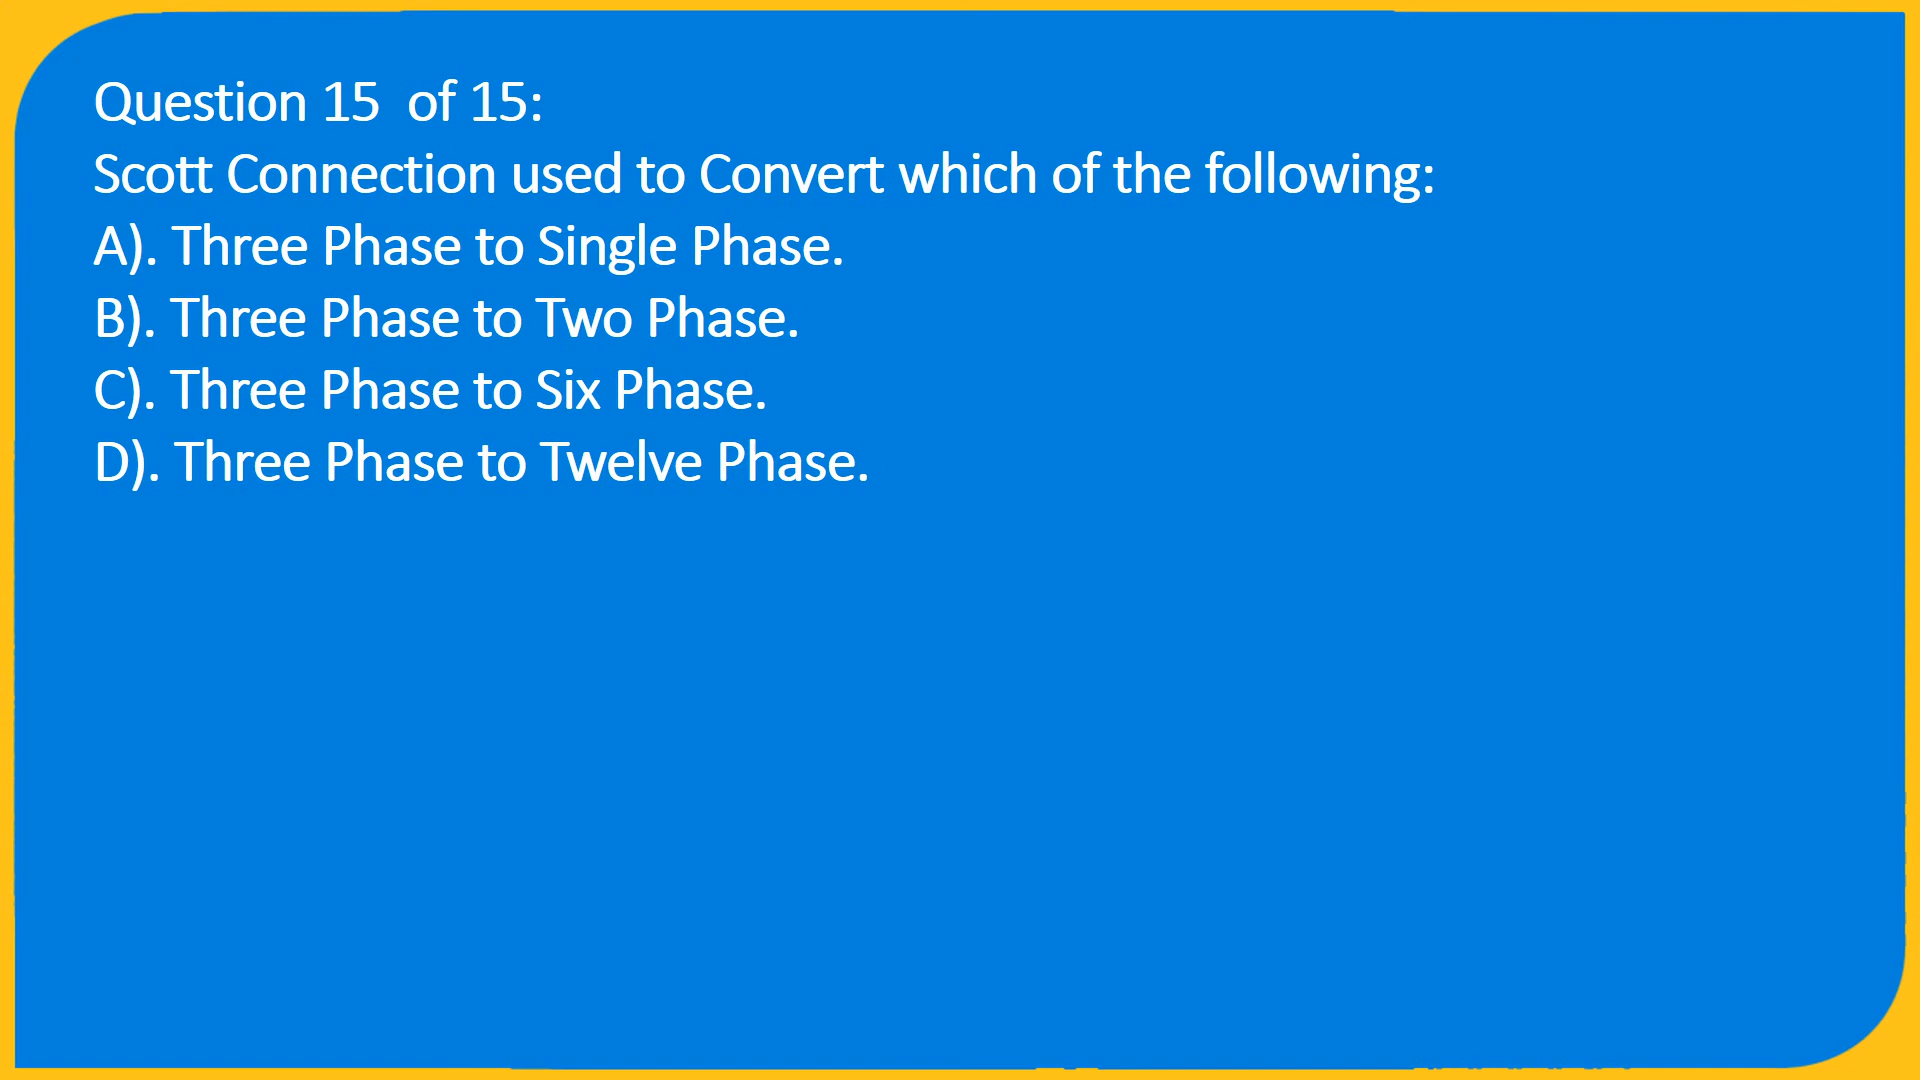 Question 15  of 15:
Scott Connection used to Convert which of the following:
A). Three Phase to Single Phase.
B). Three Phase to Two Phase.
C). Three Phase to Six Phase.
D). Three Phase to Twelve Phase.